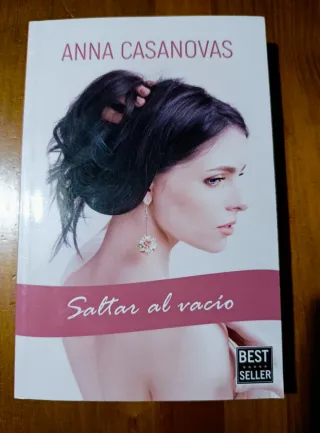 ANNA CASANOVAS
Saltar al vacío
BEST
SELLER